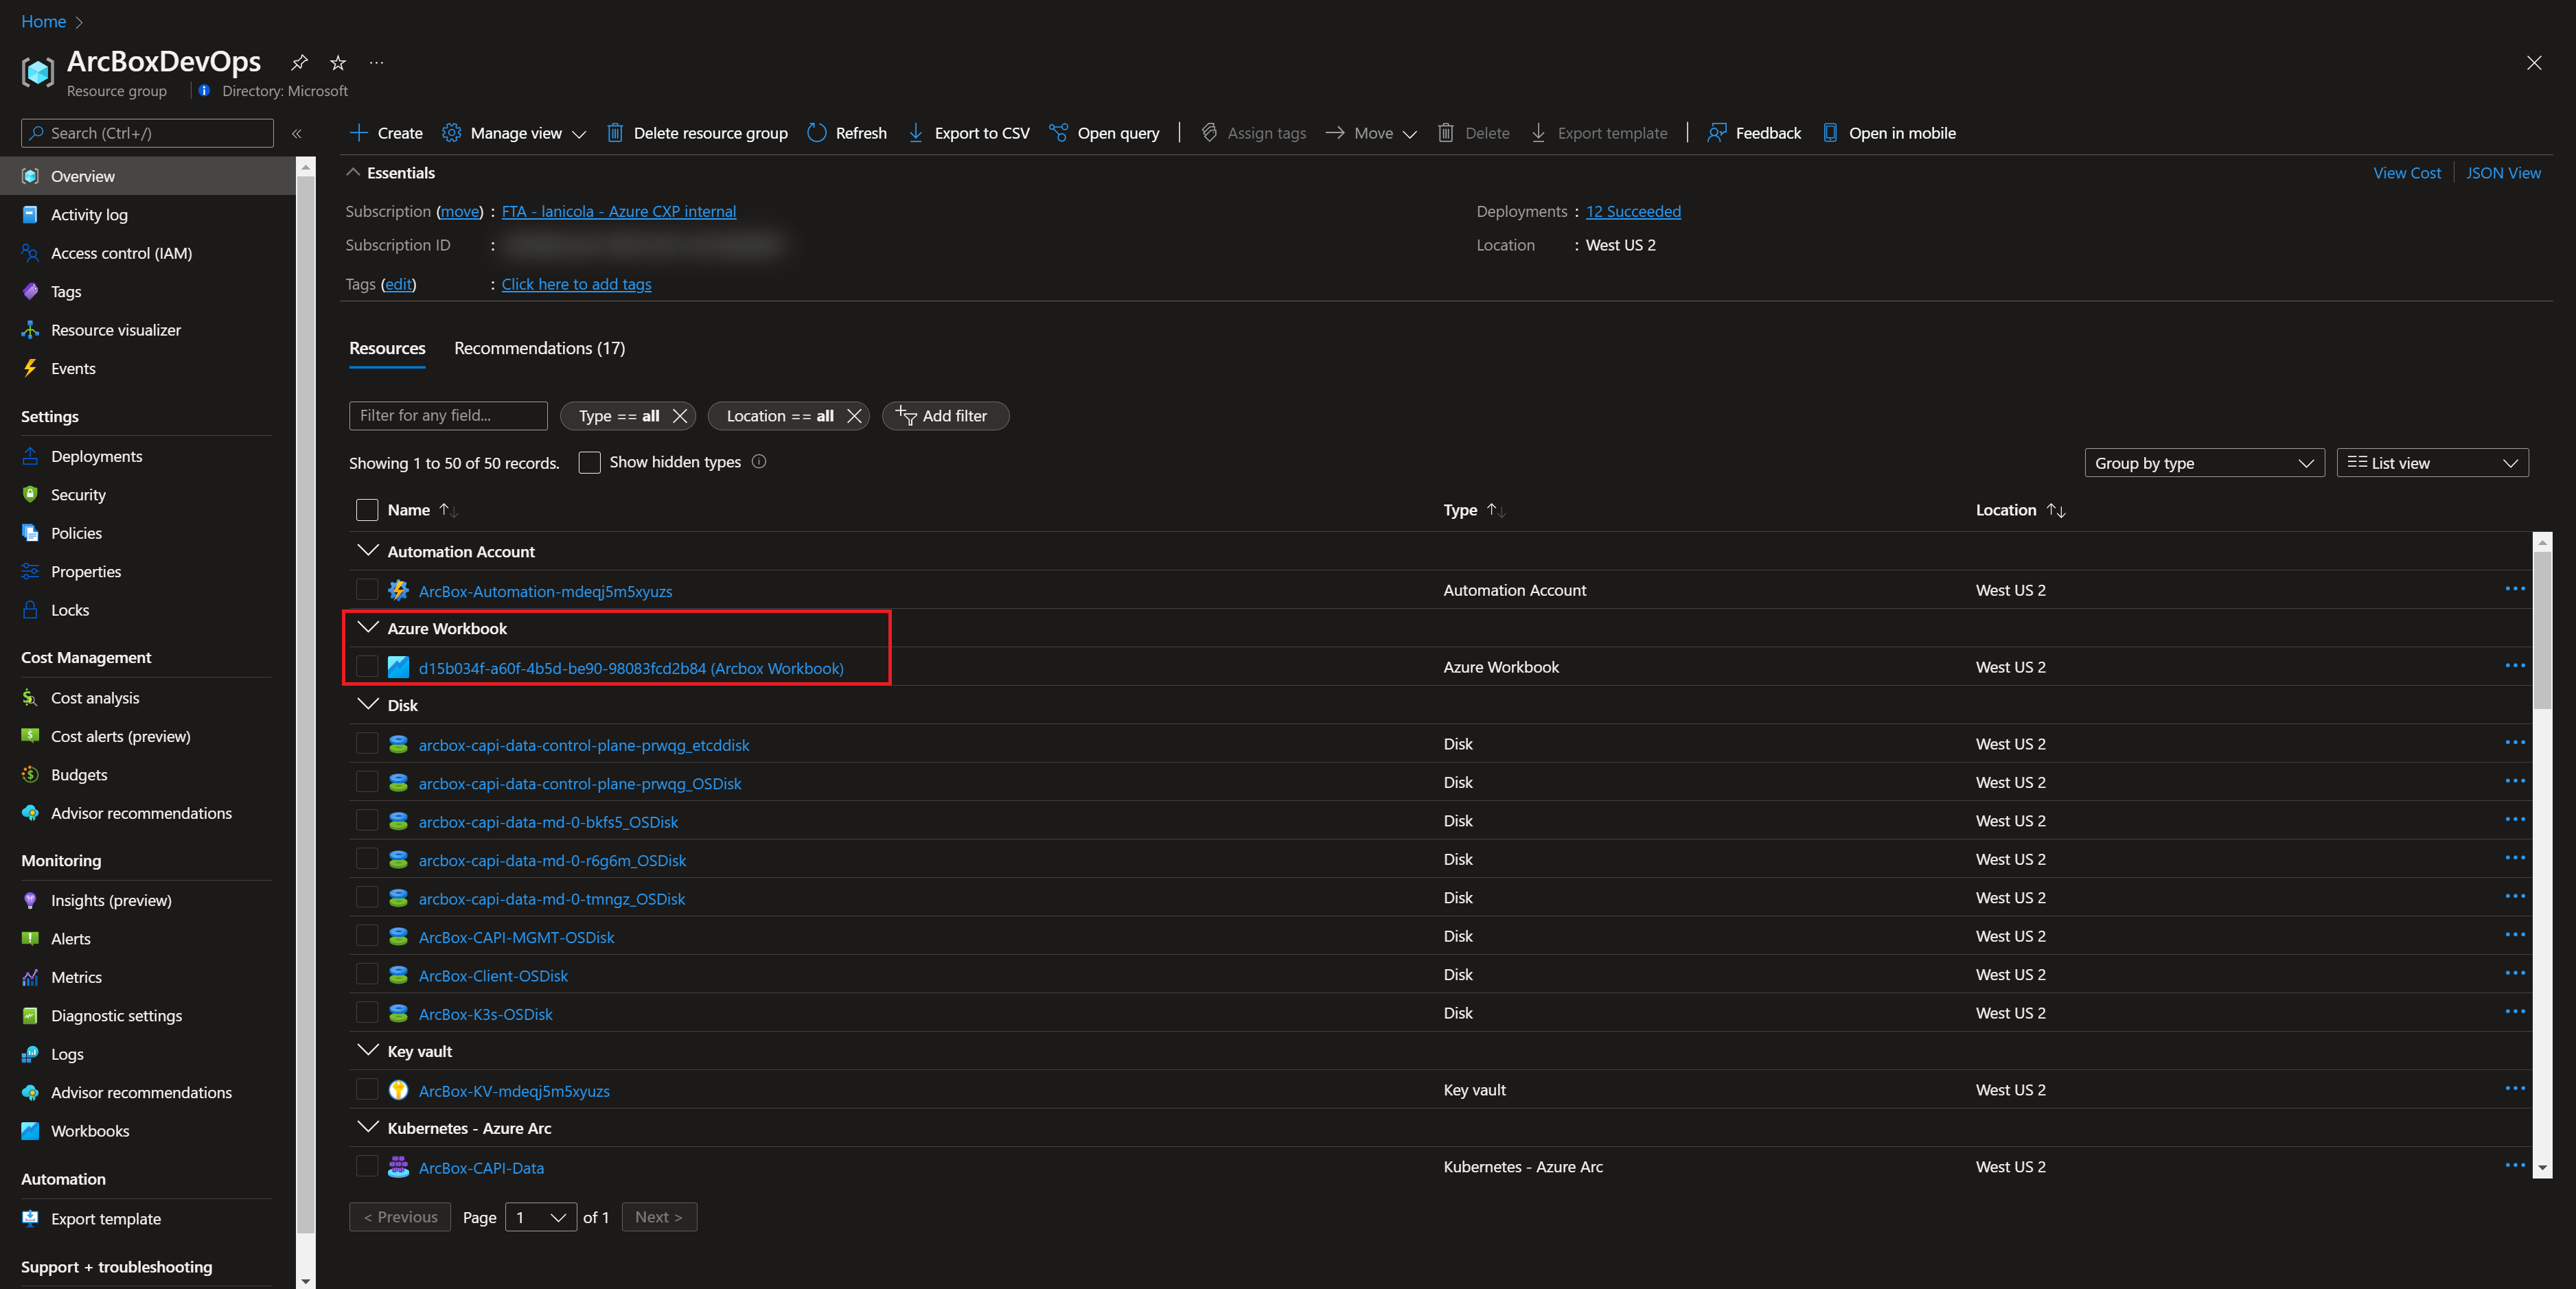 Home
ArcBoxDevOps
Resource group
Directory: Microsoft
Search (Ctrl+/)
Create
Manage view
Delete resource group
Refresh
Export to CSV
Open query
Assign tags
Move
Delete
Export template
Feedback
Open in mobile
Overview
Activity log
Access control (IAM)
Tags
Resource visualizer
Events
Settings
Deployments
Security
Policies
Properties
Locks
Cost Management
Cost analysis
Cost alerts (preview)
Budgets
Advisor recommendations
Monitoring
Insights (preview)
Alerts
Metrics
Diagnostic settings
Logs
Advisor recommendations
Workbooks
Automation
Export template
Support + troubleshooting
Essentials
View Cost
JSON View
Subscription (move) : FTA - lanicola - Azure CXP internal
Deployments : 12 Succeeded
Subscription ID :
Location : West US 2
Tags (edit) : Click here to add tags
Resources
Recommendations (17)
Filter for any field...
Type == all
Location == all
Add filter
Showing 1 to 50 of 50 records.
Show hidden types
Group by type
List view
Name Type Location
Automation Account
ArcBox-Automation-mdeqj5m5xyuzs Automation Account West US 2
Azure Workbook
d15b034f-a60f-4b5d-be90-98083fcd2b84 (Arcbox Workbook) Azure Workbook West US 2
Disk
arcbox-capi-data-control-plane-prwqg_etcddisk Disk West US 2
arcbox-capi-data-control-plane-prwqg_OSDisk Disk West US 2
arcbox-capi-data-md-0-bkfs5_OSDisk Disk West US 2
arcbox-capi-data-md-0-r6g6m_OSDisk Disk West US 2
arcbox-capi-data-md-0-tmngz_OSDisk Disk West US 2
ArcBox-CAPI-MGMT-OSDisk Disk West US 2
ArcBox-Client-OSDisk Disk West US 2
ArcBox-K3s-OSDisk Disk West US 2
Key vault
ArcBox-KV-mdeqj5m5xyuzs Key vault West US 2
Kubernetes - Azure Arc
ArcBox-CAPI-Data Kubernetes - Azure Arc West US 2
< Previous Page 1 of 1 Next >